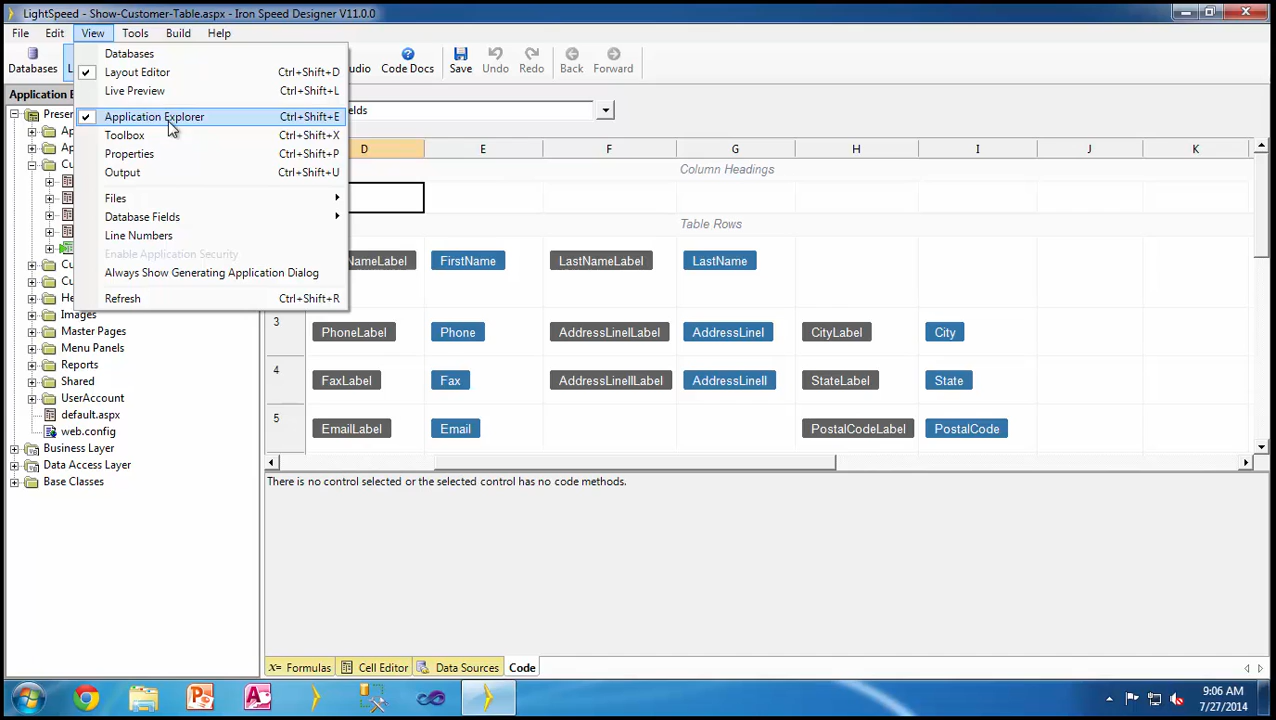 LightSpeed - Show-Customer-Table.aspx - Iron Speed Designer V11.0.0
File Edit View Tools Build Help
Databases Code Docs Save Undo Redo Back Forward
Databases
Layout Editor Ctrl+Shift+D
Live Preview Ctrl+Shift+L
Application Explorer Ctrl+Shift+E
Toolbox Ctrl+Shift+X
Properties Ctrl+Shift+P
Output Ctrl+Shift+U
Files
Database Fields
Line Numbers
Enable Application Security
Always Show Generating Application Dialog
Refresh Ctrl+Shift+R
Images
Master Pages
Menu Panels
Reports
Shared
UserAccount
default.aspx
web.config
Business Layer
Data Access Layer
Base Classes
D E F G H I J K
Column Headings
Table Rows
FirstName LastNameLabel LastName
3 PhoneLabel Phone AddressLineILabel AddressLineI CityLabel City
4 FaxLabel Fax AddressLineIILabel AddressLineII StateLabel State
5 EmailLabel Email PostalCodeLabel PostalCode
There is no control selected or the selected control has no code methods.
x= Formulas Cell Editor Data Sources Code
9:06 AM
7/27/2014